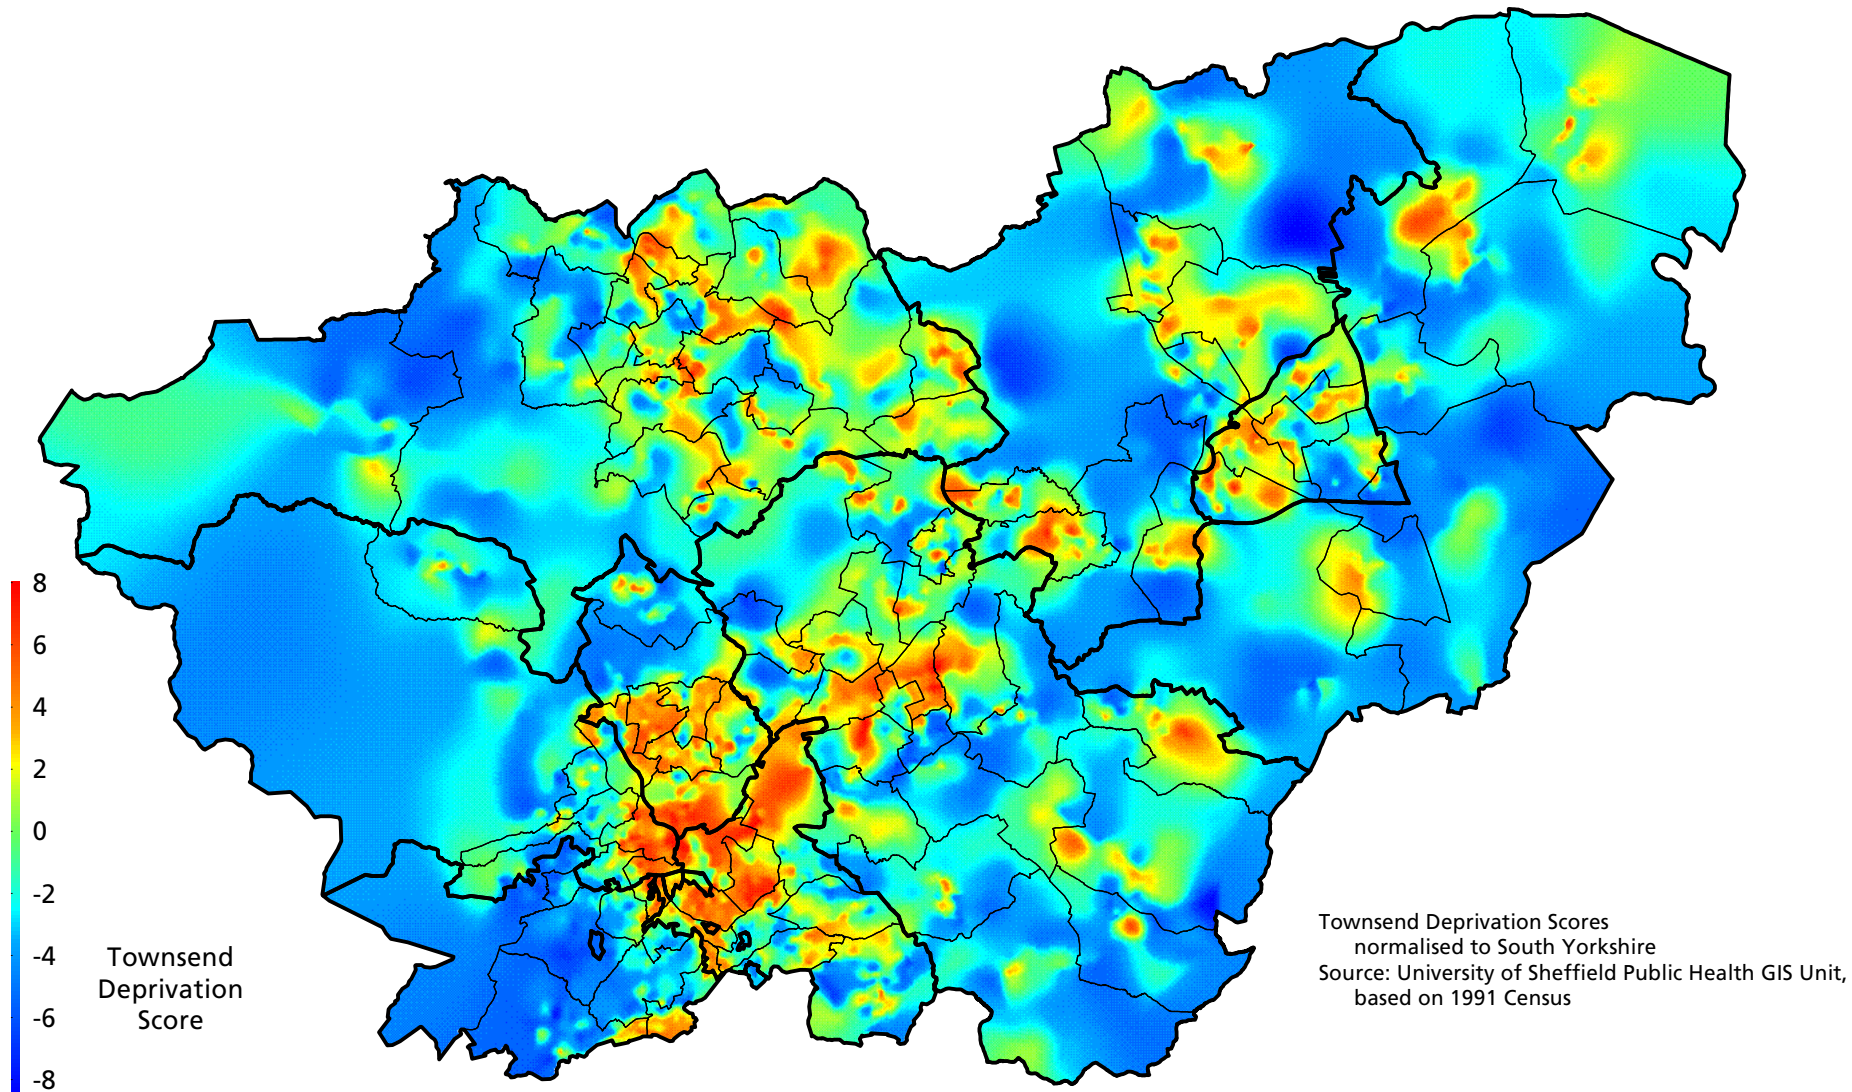 8
6
4
2
0
-2
-4
-6
-8
Townsend
Deprivation
Score
Townsend Deprivation Scores
normalised to South Yorkshire
Source: University of Sheffield Public Health GIS Unit,
based on 1991 Census